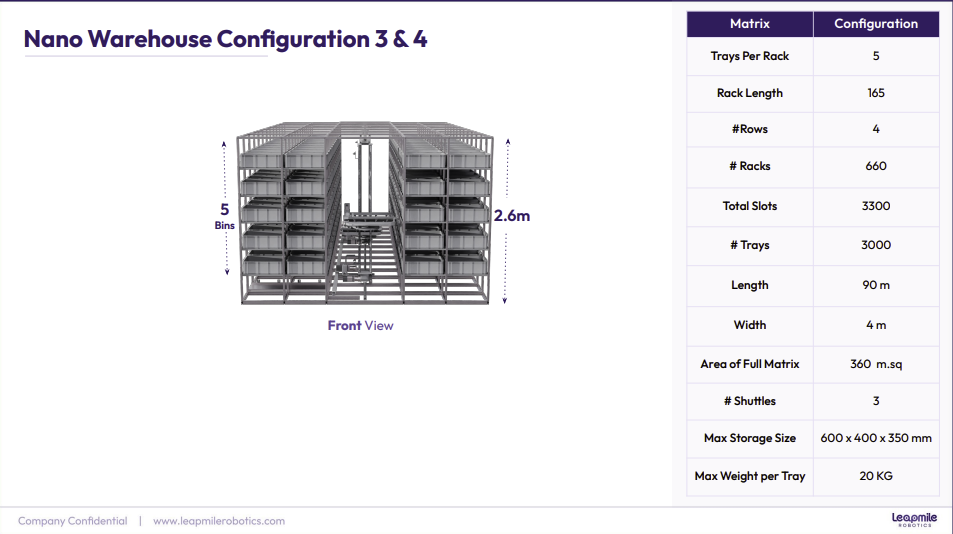 Nano Warehouse Configuration 3 & 4
5
Bins
2.6m
Front View
Matrix Configuration
Trays Per Rack 5
Rack Length 165
#Rows 4
# Racks 660
Total Slots 3300
# Trays 3000
Length 90 m
Width 4 m
Area of Full Matrix 360 m.sq
# Shuttles 3
Max Storage Size 600 x 400 x 350 mm
Max Weight per Tray 20 KG
Company Confidential | www.leapmilerobotics.com
Leapmile
ROBOTICS